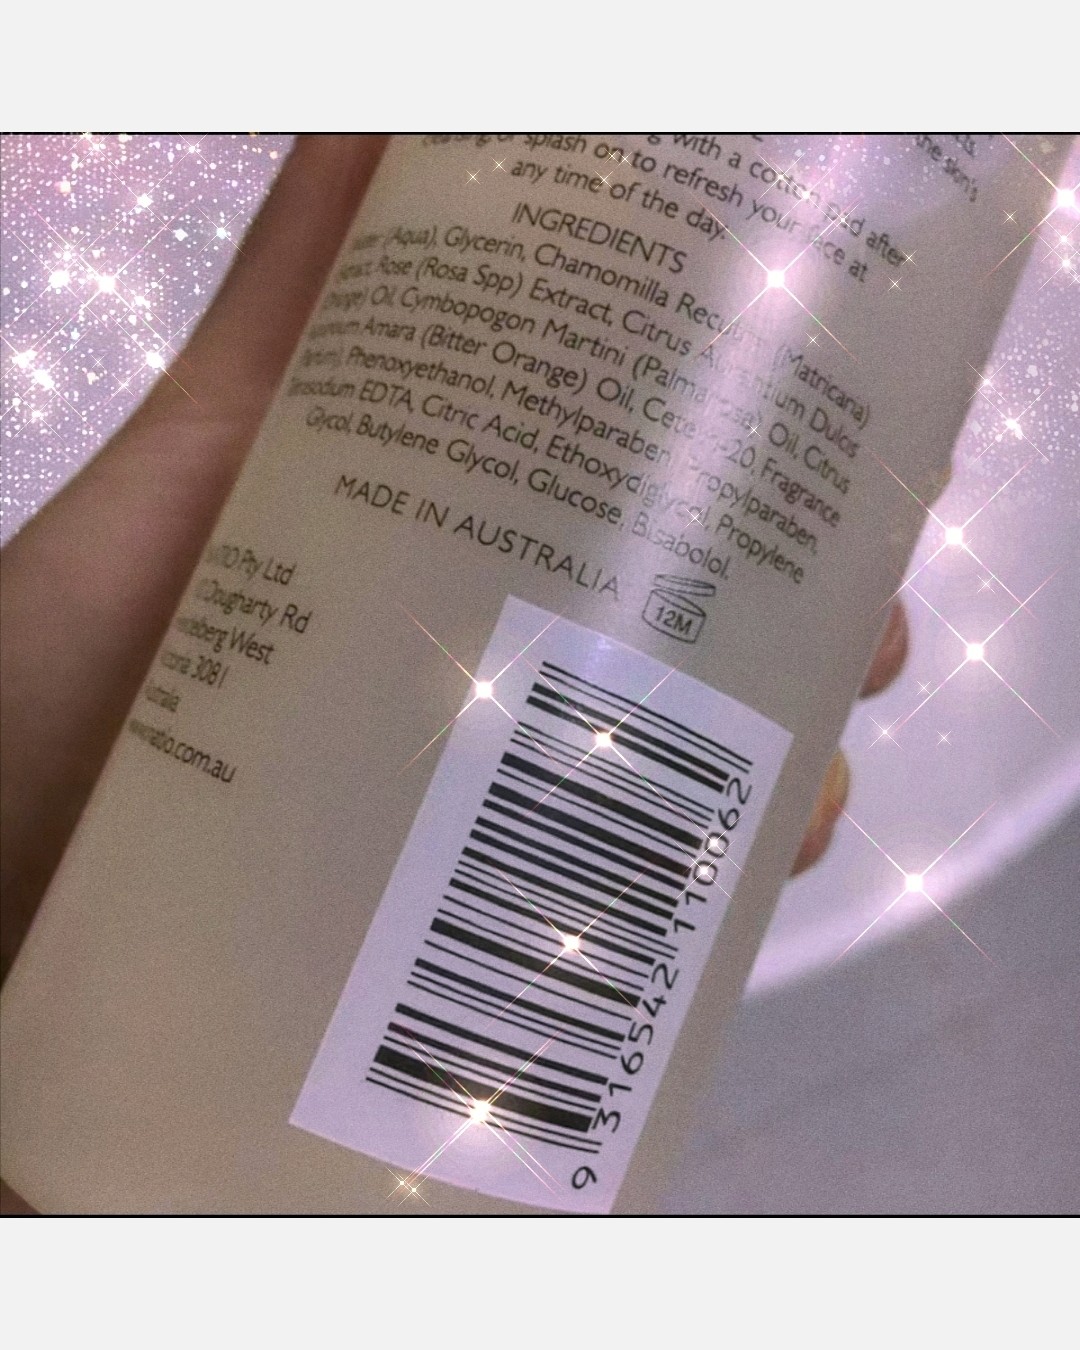 with a cotton pad after
splash on to refresh your face at
any time of the day.
the skin's
INGREDIENTS
(Aqua), Glycerin, Chamomilla (Matricaria)
Rose (Rosa Spp) Extract, Citrus Aurantium Dulcis
Oil, Cymbopogon Martini (Palmarosa) Oil, Citrus
Amara (Bitter Orange) Oil, Fragrance
Phenoxyethanol, Methylparaben, Propylparaben,
EDTA, Citric Acid, Ethoxydiglycol, Propylene
Glycol, Butylene Glycol, Glucose, Bisabolol.
MADE IN AUSTRALIA
12M
Pty Ltd
Dougharty Rd
West
3081
9 316542 110062